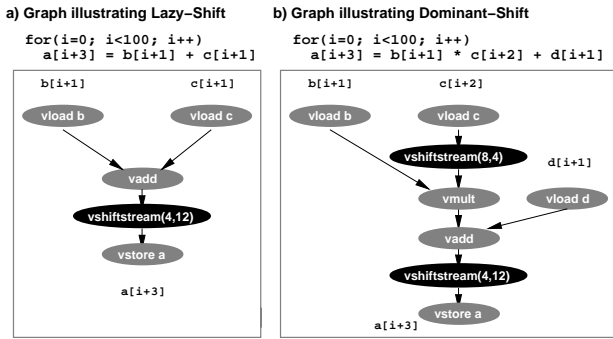 a) Graph illustrating Lazy−Shift
for(i=0; i<100; i++)
a[i+3] = b[i+1] + c[i+1]
b[i+1] c[i+1]
vload b vload c
vadd
vshiftstream(4,12)
vstore a
a[i+3]
b) Graph illustrating Dominant−Shift
for(i=0; i<100; i++)
a[i+3] = b[i+1] * c[i+2] + d[i+1]
b[i+1] c[i+2]
vload b vload c
vshiftstream(8,4)
d[i+1]
vmult vload d
vadd
vshiftstream(4,12)
vstore a
a[i+3]